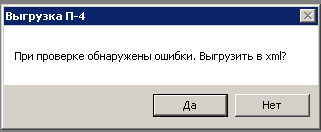 Выгрузка П-4
При проверке обнаружены ошибки. Выгрузить в xml?
Да
Нет